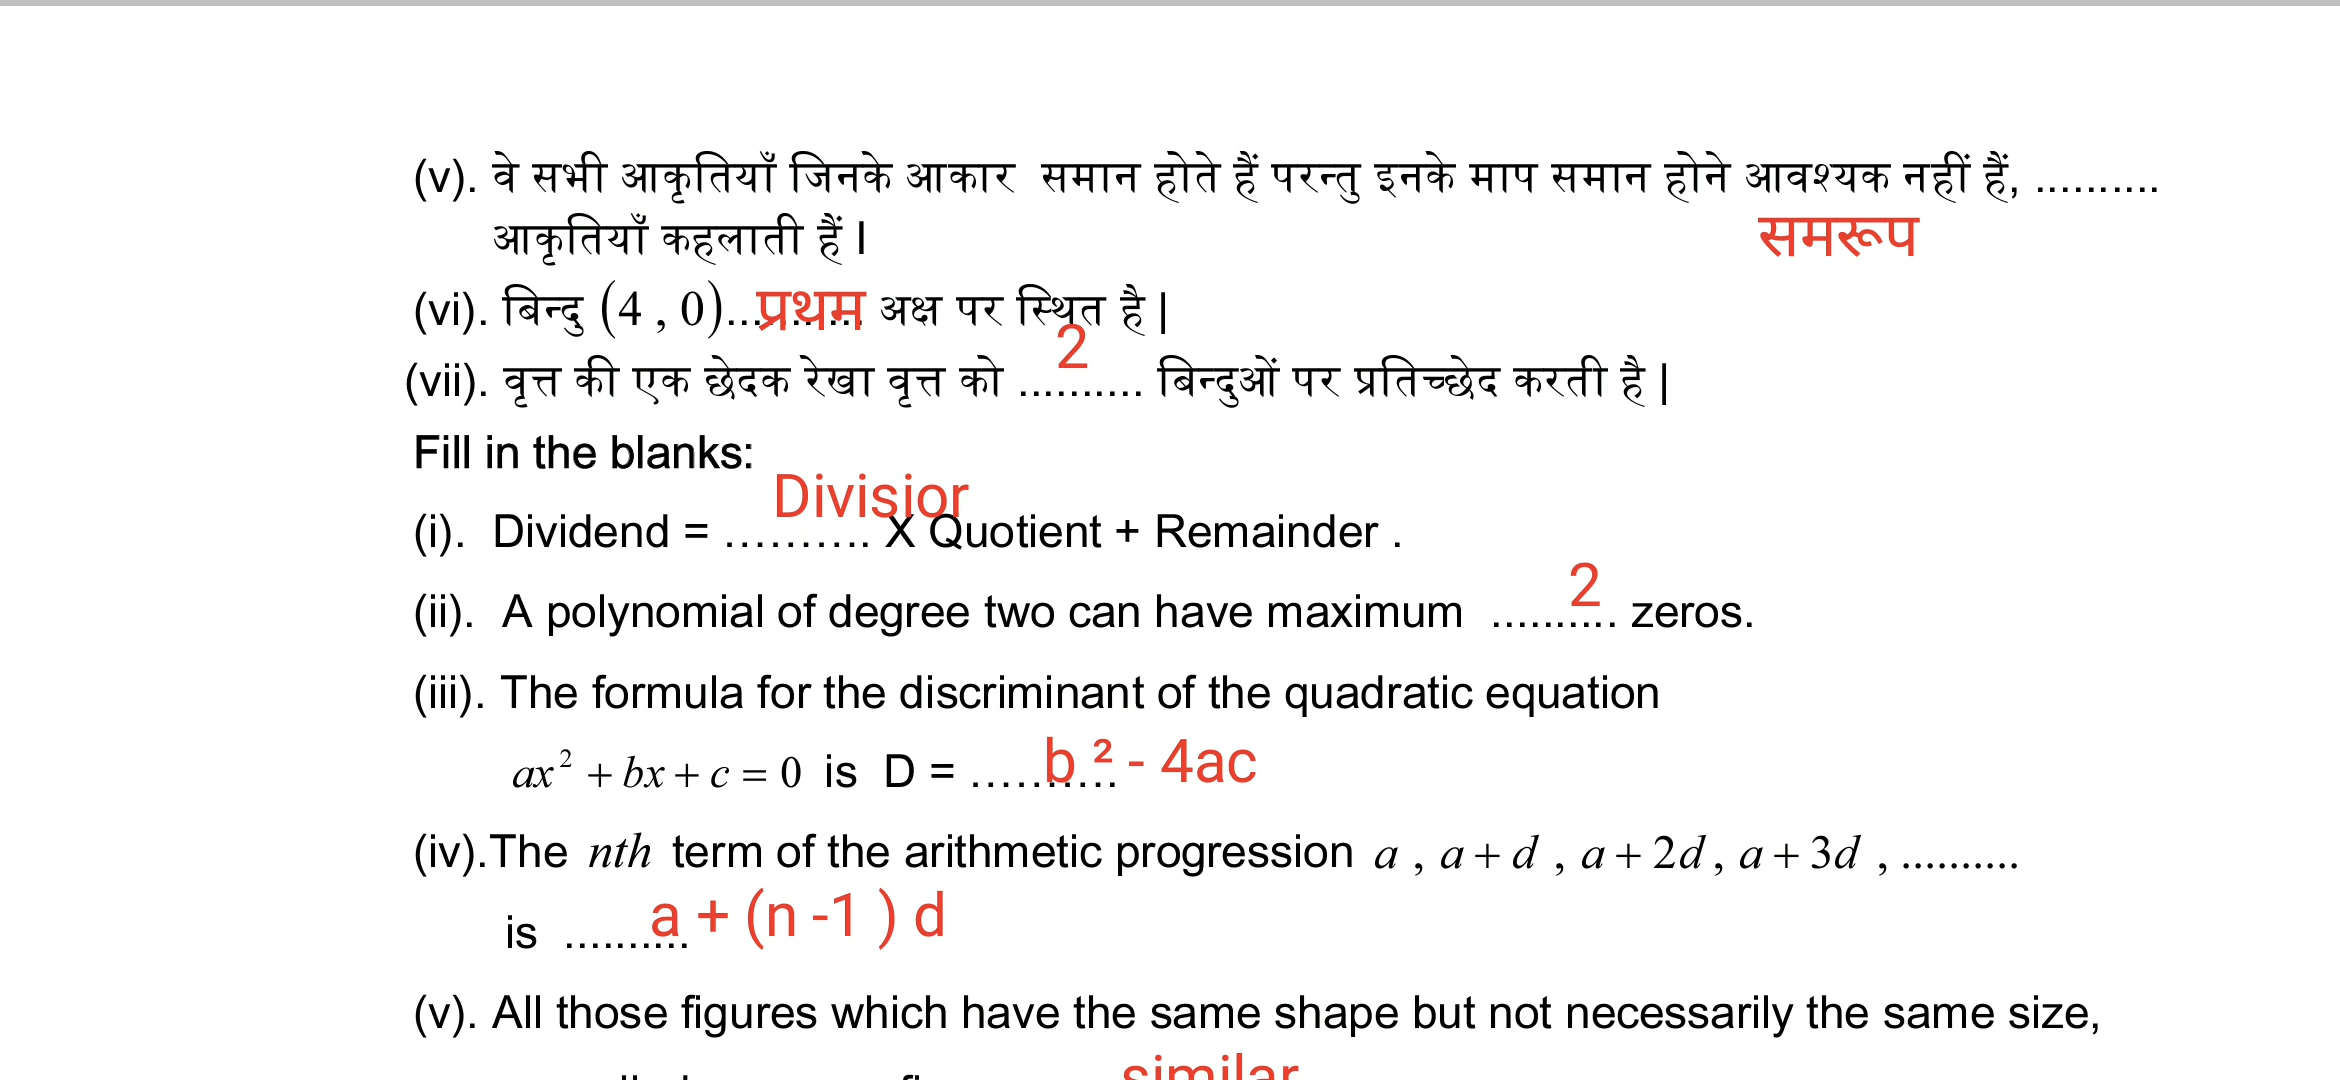 (v). वे सभी आकृतियाँ जिनके आकार समान होते हैं परन्तु इनके माप समान होने आवश्यक नहीं हैं, ..........
आकृतियाँ कहलाती हैं। समरूप
(vi). बिन्दु (4 , 0)..प्रथम अक्ष पर स्थित है |
(vii). वृत्त की एक छेदक रेखा वृत्त को .......... बिन्दुओं पर प्रतिच्छेद करती है |
2
Fill in the blanks:
Divisior
(i). Dividend = .......... X Quotient + Remainder .
2
(ii). A polynomial of degree two can have maximum .......... zeros.
(iii). The formula for the discriminant of the quadratic equation
ax² + bx + c = 0 is D = .......... b ² - 4ac
(iv).The nth term of the arithmetic progression a , a + d , a + 2d , a + 3d , ..........
is .......... a + (n -1 ) d
(v). All those figures which have the same shape but not necessarily the same size,
similar